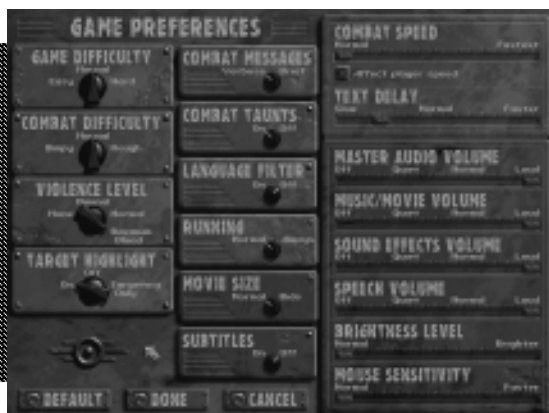 GAME PREFERENCES
GAME DIFFICULTY
Normal
Easy Hard
COMBAT DIFFICULTY
Normal
Wimpy Rough
VIOLENCE LEVEL
Minimal
None Normal
Maximum
Blood
TARGET HIGHLIGHT
Off
On Targeting
Only
COMBAT MESSAGES
Verbose Brief
COMBAT TAUNTS
On Off
LANGUAGE FILTER
On Off
RUNNING
Normal Always
MOVIE SIZE
Normal Wide
SUBTITLES
On Off
DEFAULT DONE CANCEL
COMBAT SPEED
Normal Fastest
Affect player speed
TEXT DELAY
Slow Normal Faster
MASTER AUDIO VOLUME
Off Quiet Normal Loud
MUSIC/MOVIE VOLUME
Off Quiet Normal Loud
SOUND EFFECTS VOLUME
Off Quiet Normal Loud
SPEECH VOLUME
Off Quiet Normal Loud
BRIGHTNESS LEVEL
Normal Brighter
MOUSE SENSITIVITY
Normal Faster